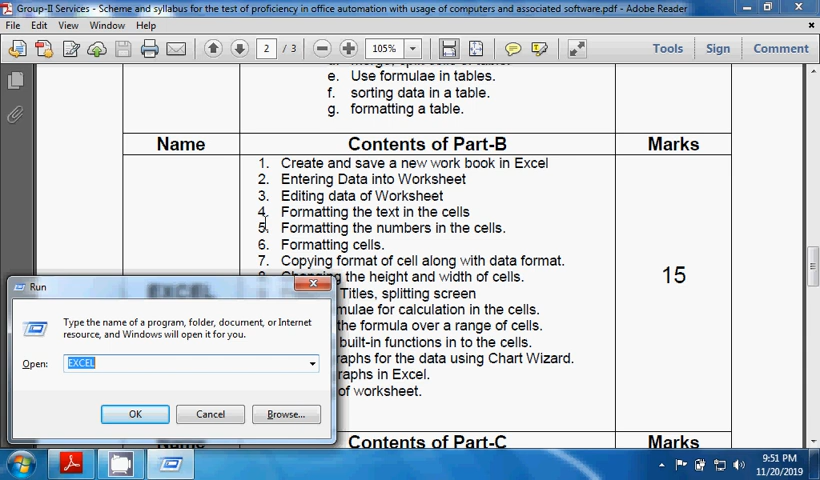 Group-II Services - Scheme and syllabus for the test of proficiency in office automation with usage of computers and associated software.pdf - Adobe Reader
File Edit View Window Help
2 / 3 105% Tools Sign Comment
e. Use formulae in tables.
f. sorting data in a table.
g. formatting a table.
Name Contents of Part-B Marks
1. Create and save a new work book in Excel
2. Entering Data into Worksheet
3. Editing data of Worksheet
4. Formatting the text in the cells
5. Formatting the numbers in the cells.
6. Formatting cells.
7. Copying format of cell along with data format.
Changing the height and width of cells.
15
EXCEL
Titles, splitting screen
for calculation in the cells.
the formula over a range of cells.
built-in functions in to the cells.
for the data using Chart Wizard.
in Excel.
of worksheet.
Run
Type the name of a program, folder, document, or Internet
resource, and Windows will open it for you.
Open: EXCEL
OK Cancel Browse...
Contents of Part-C Marks
9:51 PM
11/20/2019